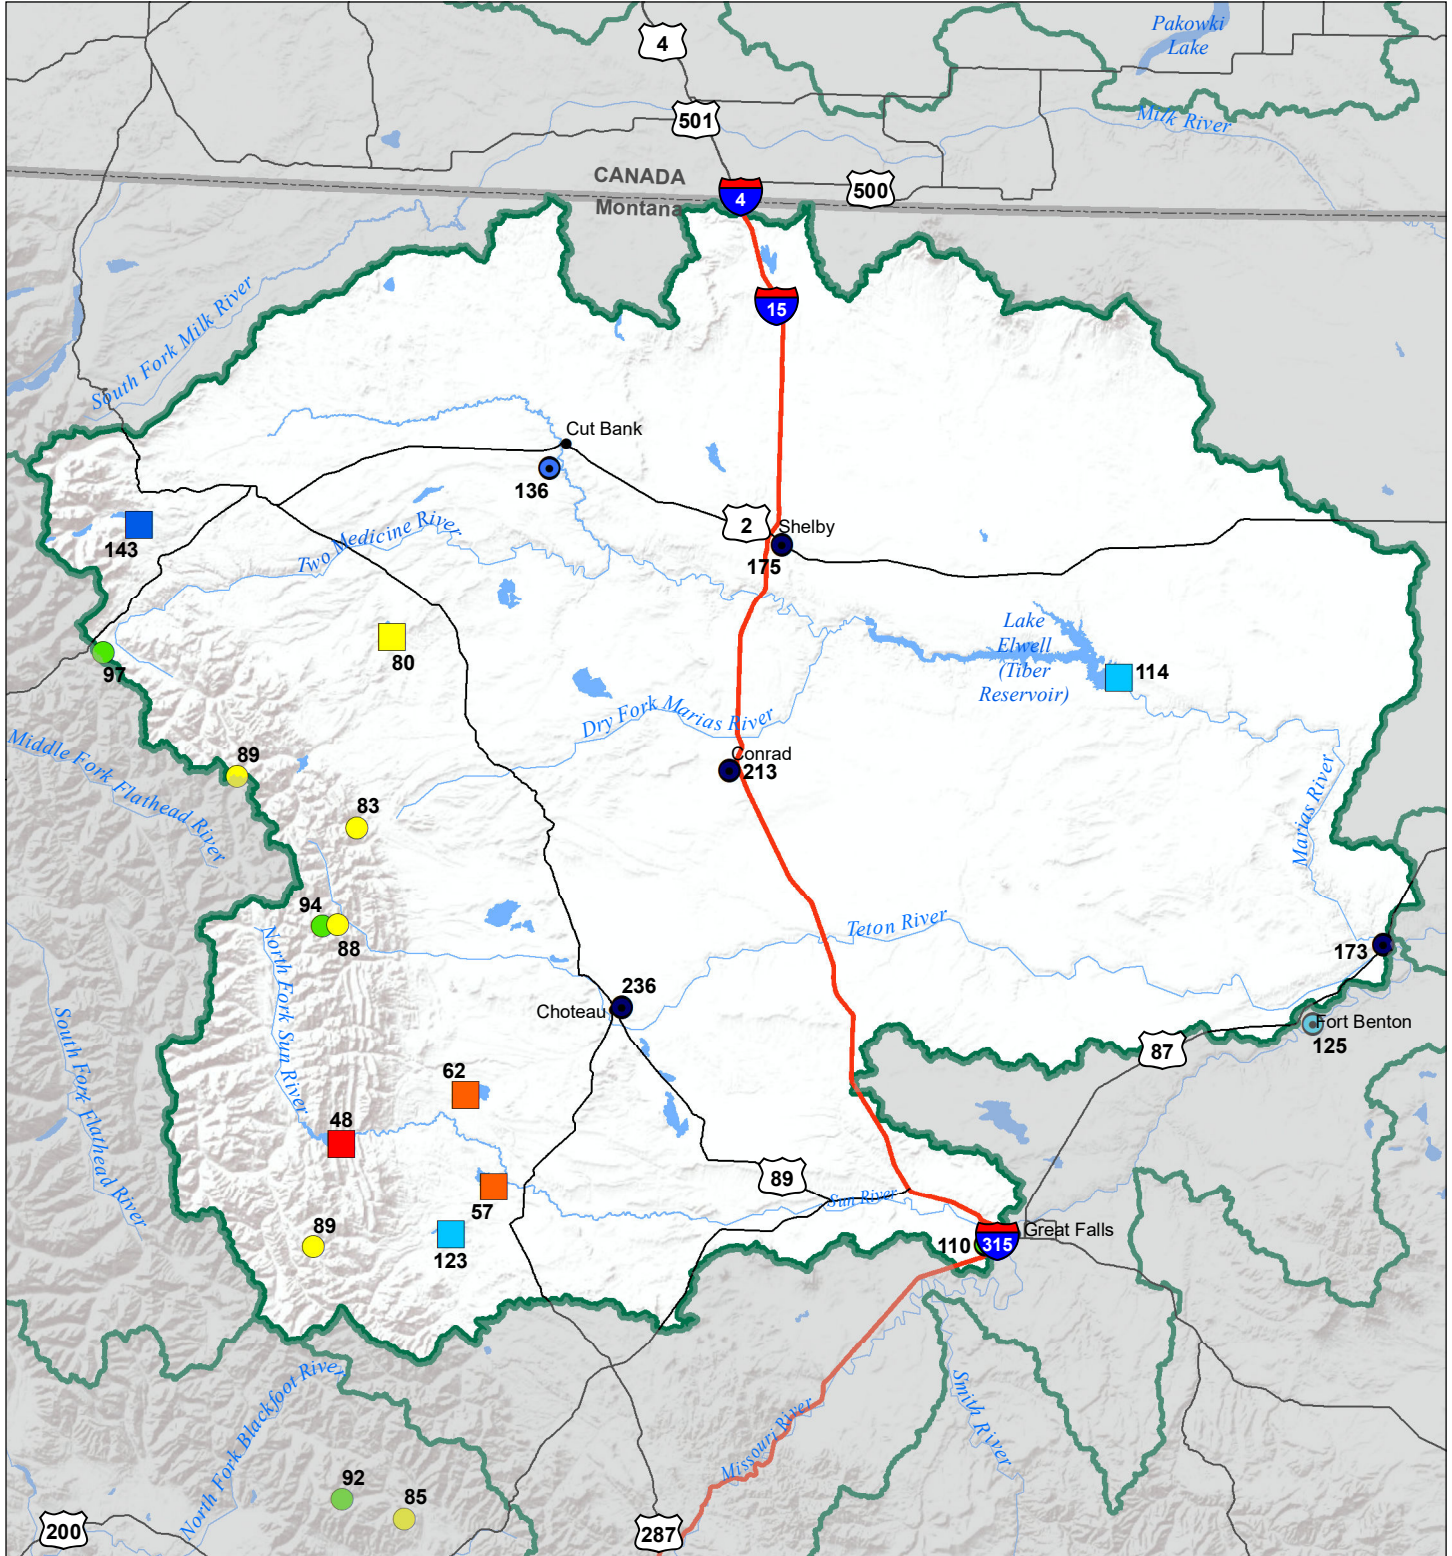 Pakowki
Lake
4
501
Milk River
CANADA
Montana
4
500
15
South Fork Milk River
Cut Bank
136
2
Shelby
175
143
Two Medicine River
80
97
Lake
Elwell
(Tiber
Reservoir)
114
Dry Fork Marias River
Middle Fork Flathead River
89
Conrad
213
83
Marias River
94
88
North Fork Sun River
Teton River
173
236
Choteau
Fort Benton
125
87
South Fork Flathead River
62
48
89
57
Sun River
123
89
110
315
Great Falls
North Fork Blackfoot River
Smith River
Missouri River
92
85
200
287